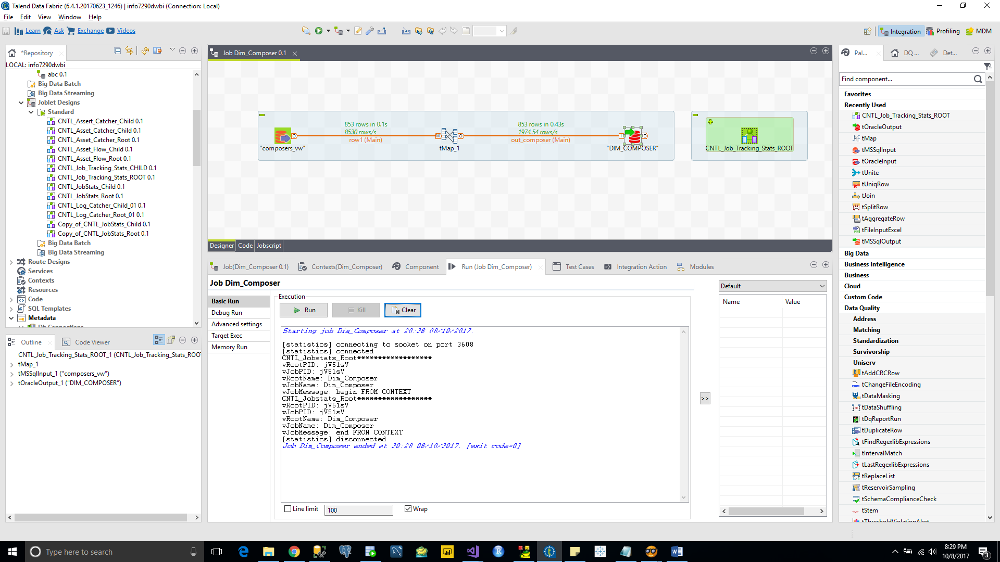 Talend Data Fabric (6.4.1.20170623_1246) | info7290dwbi (Connection: Local)
File Edit View Window Help
Learn Ask Exchange Videos
Integration Profiling MDM
*Repository
LOCAL: info7290dwbi
abc 0.1
Big Data Batch
Big Data Streaming
Joblet Designs
Standard
CNTL_Assert_Catcher_Child 0.1
CNTL_Asset_Catcher_Child 0.1
CNTL_Asset_Catcher_Root 0.1
CNTL_Asset_Flow_Child 0.1
CNTL_Asset_Flow_Root 0.1
CNTL_Job_Tracking_Stats_CHILD 0.1
CNTL_Job_Tracking_Stats_ROOT 0.1
CNTL_JobStats_Child 0.1
CNTL_JobStats_Root 0.1
CNTL_Log_Catcher_Child_01 0.1
CNTL_Log_Catcher_Root_01 0.1
Copy_of_CNTL_JobStats_Child 0.1
Copy_of_CNTL_JobStats_Root 0.1
Big Data Batch
Big Data Streaming
Route Designs
Services
Contexts
Resources
Code
SQL Templates
Metadata
Db Connections
Outline Code Viewer
CNTL_Job_Tracking_Stats_ROOT_1 (CNTL_Job_Tracking_Stats_ROOT
tMap_1
tMSSqlInput_1 ("composers_vw")
tOracleOutput_1 ("DIM_COMPOSER")
Job Dim_Composer 0.1
853 rows in 0.1s
8530 rows/s
row1 (Main)
853 rows in 0.43s
1974.54 rows/s
out_composer (Main)
"composers_vw"
tMap_1
"DIM_COMPOSER"
CNTL_Job_Tracking_Stats_ROOT
Designer Code Jobscript
Job(Dim_Composer 0.1) Contexts(Dim_Composer) Component Run (Job Dim_Composer) Test Cases Integration Action Modules
Job Dim_Composer
Basic Run
Debug Run
Advanced settings
Target Exec
Memory Run
Execution
Run Kill Clear
Starting job Dim_Composer at 20:28 08/10/2017.
[statistics] connecting to socket on port 3608
[statistics] connected
CNTL_Jobstats_Root******************
vRootPID: jV51sV
vJobPID: jV51sV
vRootName: Dim_Composer
vJobName: Dim_Composer
vJobMessage: begin FROM CONTEXT
CNTL_Jobstats_Root******************
vRootPID: jV51sV
vJobPID: jV51sV
vRootName: Dim_Composer
vJobName: Dim_Composer
vJobMessage: end FROM CONTEXT
[statistics] disconnected
Job Dim_Composer ended at 20:28 08/10/2017. [exit code=0]
Line limit 100 Wrap
>>
Default
Name Value
Pal... DQ ... Det...
Find component...
Favorites
Recently Used
CNTL_Job_Tracking_Stats_ROOT
tOracleOutput
tMap
tMSSqlInput
tOracleInput
tUnite
tUniqRow
tJoin
tSplitRow
tAggregateRow
tFileInputExcel
tMSSqlOutput
Big Data
Business Intelligence
Business
Cloud
Custom Code
Data Quality
Address
Matching
Standardization
Survivorship
Uniserv
tAddCRCRow
tChangeFileEncoding
tDataMasking
tDataShuffling
tDqReportRun
tDuplicateRow
tFindRegexlibExpressions
tIntervalMatch
tLastRegexlibExpressions
tReplaceList
tReservoirSampling
tSchemaComplianceCheck
tStem
tThresholdViolationAlert
Type here to search
8:29 PM
10/8/2017
3